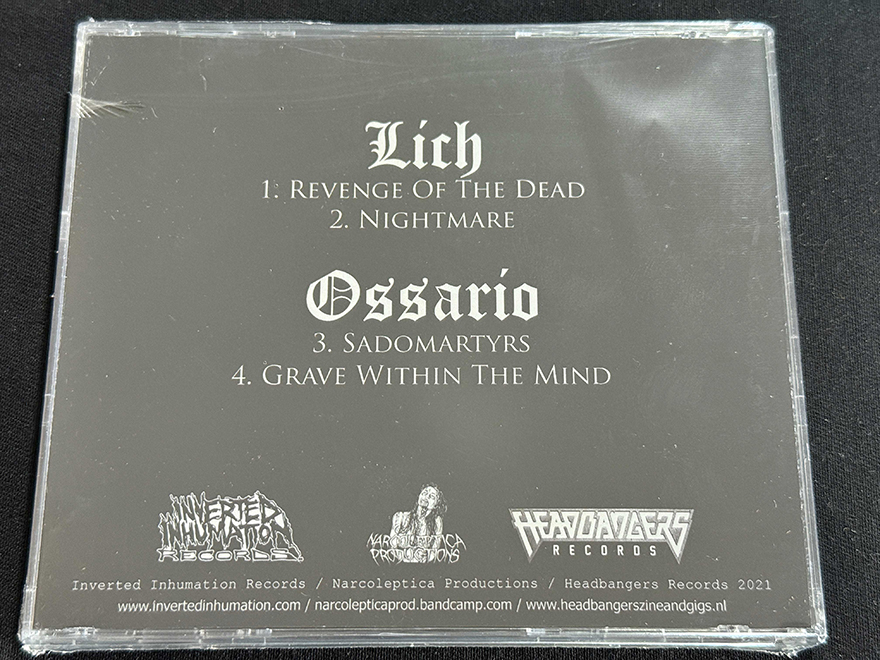 Lich
1. Revenge Of The Dead
2. Nightmare
Ossario
3. Sadomartyrs
4. Grave Within The Mind
INVERTED
INHUMATION
RECORDS.
NARCOLEPTICA
PRODUCTIONS
HEADBANGERS
RECORDS
Inverted Inhumation Records / Narcoleptica Productions / Headbangers Records 2021
www.invertedinhumation.com / narcolepticaprod.bandcamp.com / www.headbangerszineandgigs.nl